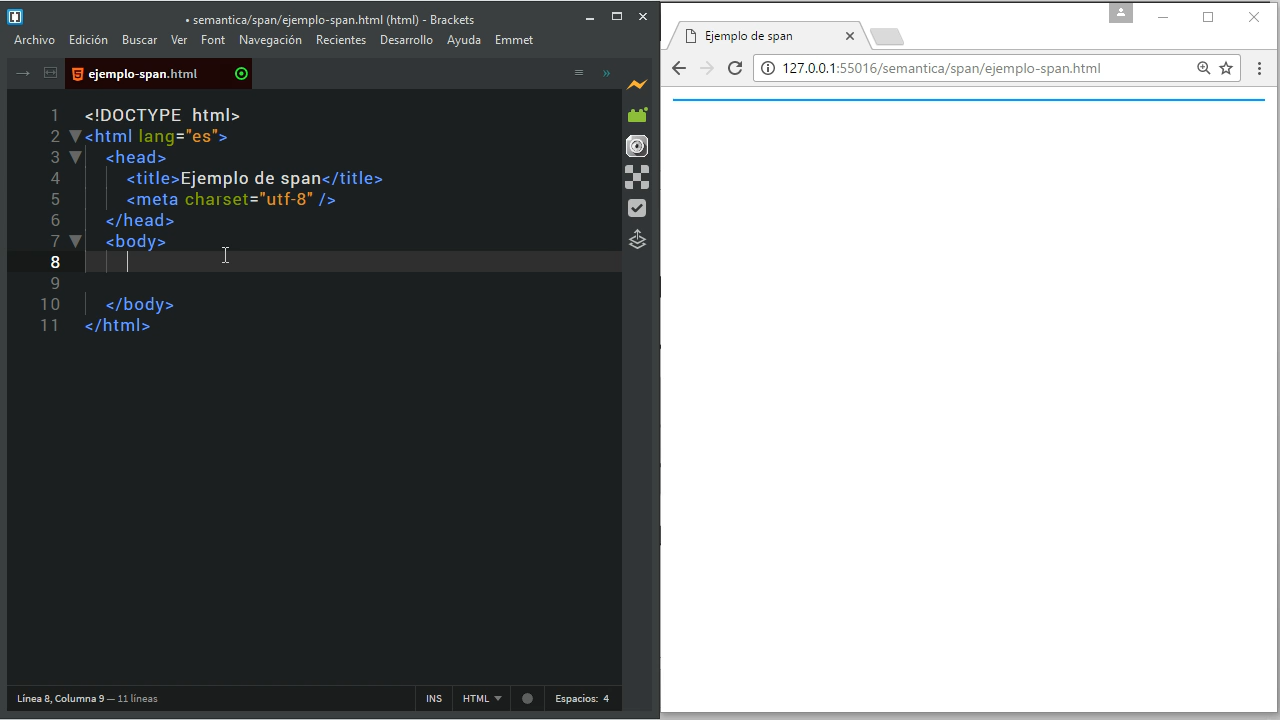 • semantica/span/ejemplo-span.html (html) - Brackets
Archivo Edición Buscar Ver Font Navegación Recientes Desarrollo Ayuda Emmet
ejemplo-span.html
1 <!DOCTYPE html>
2 <html lang="es">
3 <head>
4 <title>Ejemplo de span</title>
5 <meta charset="utf-8" />
6 </head>
7 <body>
8
9
10 </body>
11 </html>
Línea 8, Columna 9 — 11 líneas INS HTML Espacios: 4
Ejemplo de span
127.0.0.1:55016/semantica/span/ejemplo-span.html